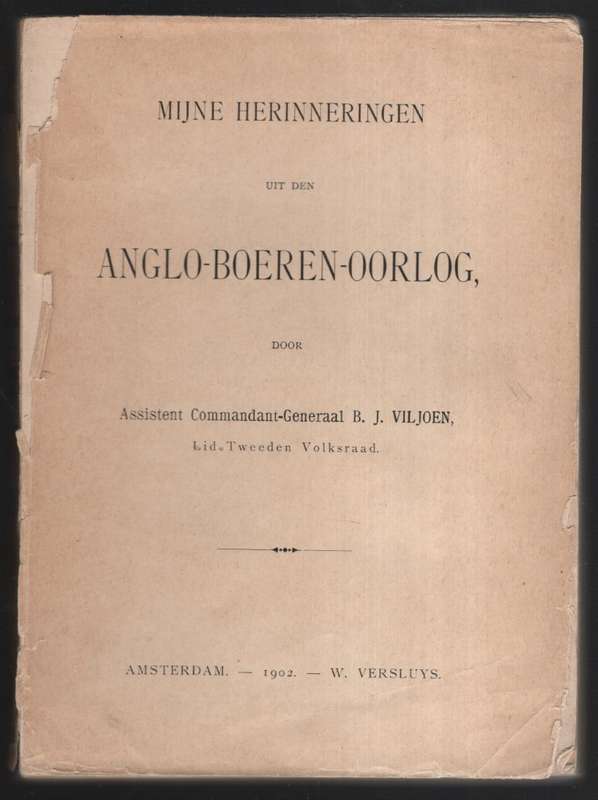 MIJNE HERINNERINGEN
UIT DEN
ANGLO-BOEREN-OORLOG,
DOOR
Assistent Commandant-Generaal B. J. VILJOEN,
Lid Tweeden Volksraad.
AMSTERDAM. — 1902. — W. VERSLUYS.